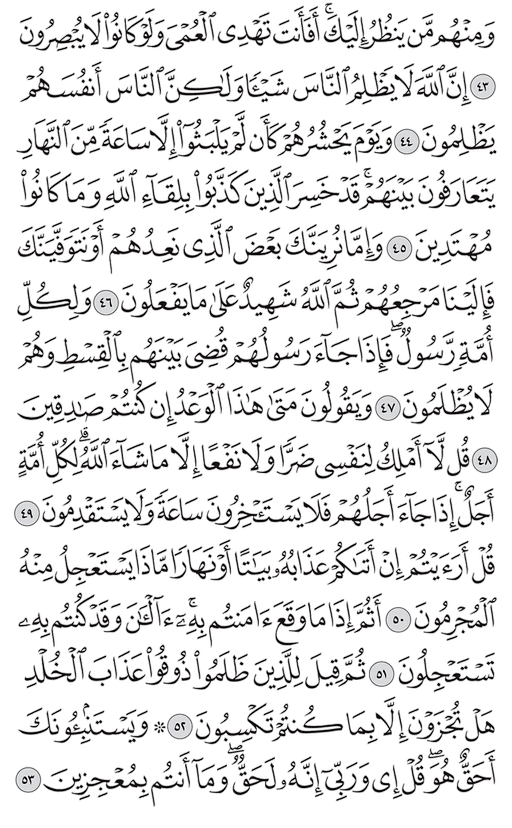 وَمِنْهُم مَّن يَنظُرُ إِلَيْكَ ۚ أَفَأَنتَ تَهْدِى ٱلْعُمْىَ وَلَوْ كَانُوا۟ لَا يُبْصِرُونَ
٤٣ إِنَّ ٱللَّهَ لَا يَظْلِمُ ٱلنَّاسَ شَيْـًٔا وَلَـٰكِنَّ ٱلنَّاسَ أَنفُسَهُمْ
يَظْلِمُونَ ٤٤ وَيَوْمَ يَحْشُرُهُمْ كَأَن لَّمْ يَلْبَثُوٓا۟ إِلَّا سَاعَةً مِّنَ ٱلنَّهَارِ
يَتَعَارَفُونَ بَيْنَهُمْ ۚ قَدْ خَسِرَ ٱلَّذِينَ كَذَّبُوا۟ بِلِقَآءِ ٱللَّهِ وَمَا كَانُوا۟
مُهْتَدِينَ ٤٥ وَإِمَّا نُرِيَنَّكَ بَعْضَ ٱلَّذِى نَعِدُهُمْ أَوْ نَتَوَفَّيَنَّكَ
فَإِلَيْنَا مَرْجِعُهُمْ ثُمَّ ٱللَّهُ شَهِيدٌ عَلَىٰ مَا يَفْعَلُونَ ٤٦ وَلِكُلِّ
أُمَّةٍ رَّسُولٌ ۖ فَإِذَا جَآءَ رَسُولُهُمْ قُضِىَ بَيْنَهُم بِٱلْقِسْطِ وَهُمْ
لَا يُظْلَمُونَ ٤٧ وَيَقُولُونَ مَتَىٰ هَـٰذَا ٱلْوَعْدُ إِن كُنتُمْ صَـٰدِقِينَ
٤٨ قُل لَّآ أَمْلِكُ لِنَفْسِى ضَرًّا وَلَا نَفْعًا إِلَّا مَا شَآءَ ٱللَّهُ ۗ لِكُلِّ أُمَّةٍ
أَجَلٌ ۚ إِذَا جَآءَ أَجَلُهُمْ فَلَا يَسْتَـْٔخِرُونَ سَاعَةً وَلَا يَسْتَقْدِمُونَ ٤٩
قُلْ أَرَءَيْتُمْ إِنْ أَتَىٰكُمْ عَذَابُهُۥ بَيَـٰتًا أَوْ نَهَارًا مَّاذَا يَسْتَعْجِلُ مِنْهُ
ٱلْمُجْرِمُونَ ٥٠ أَثُمَّ إِذَا مَا وَقَعَ ءَامَنتُم بِهِۦٓ ۚ ءَآلْـَٔـٰنَ وَقَدْ كُنتُم بِهِۦ
تَسْتَعْجِلُونَ ٥١ ثُمَّ قِيلَ لِلَّذِينَ ظَلَمُوا۟ ذُوقُوا۟ عَذَابَ ٱلْخُلْدِ
هَلْ تُجْزَوْنَ إِلَّا بِمَا كُنتُمْ تَكْسِبُونَ ٥٢ ۞ وَيَسْتَنۢبِـُٔونَكَ
أَحَقٌّ هُوَ ۖ قُلْ إِى وَرَبِّىٓ إِنَّهُۥ لَحَقٌّ ۖ وَمَآ أَنتُم بِمُعْجِزِينَ ٥٣